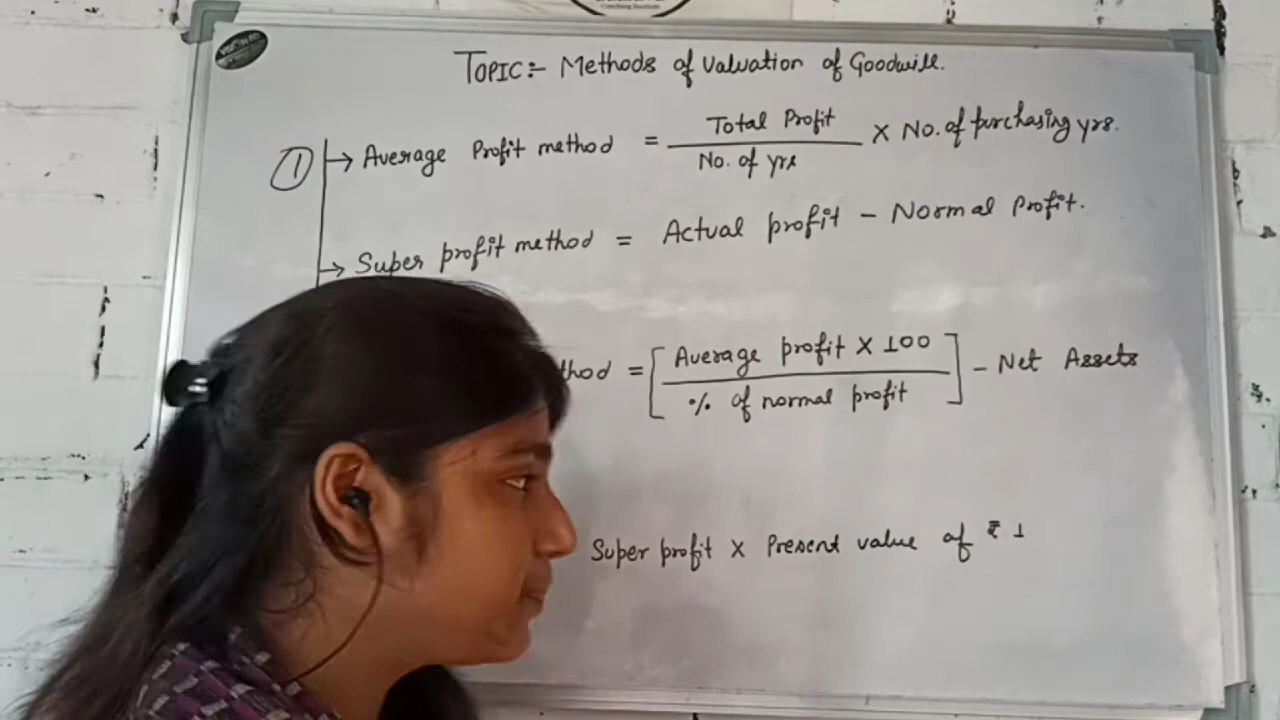 Coaching Institute
TOPIC:- Methods of Valuation of Goodwill.
① → Average Profit method = Total Profit / No. of yrs × No. of purchasing yrs.
→ Super profit method = Actual profit - Normal Profit.
thod = [Average profit × 100 / % of normal profit] - Net Assets
Super profit × Present value of ₹ 1